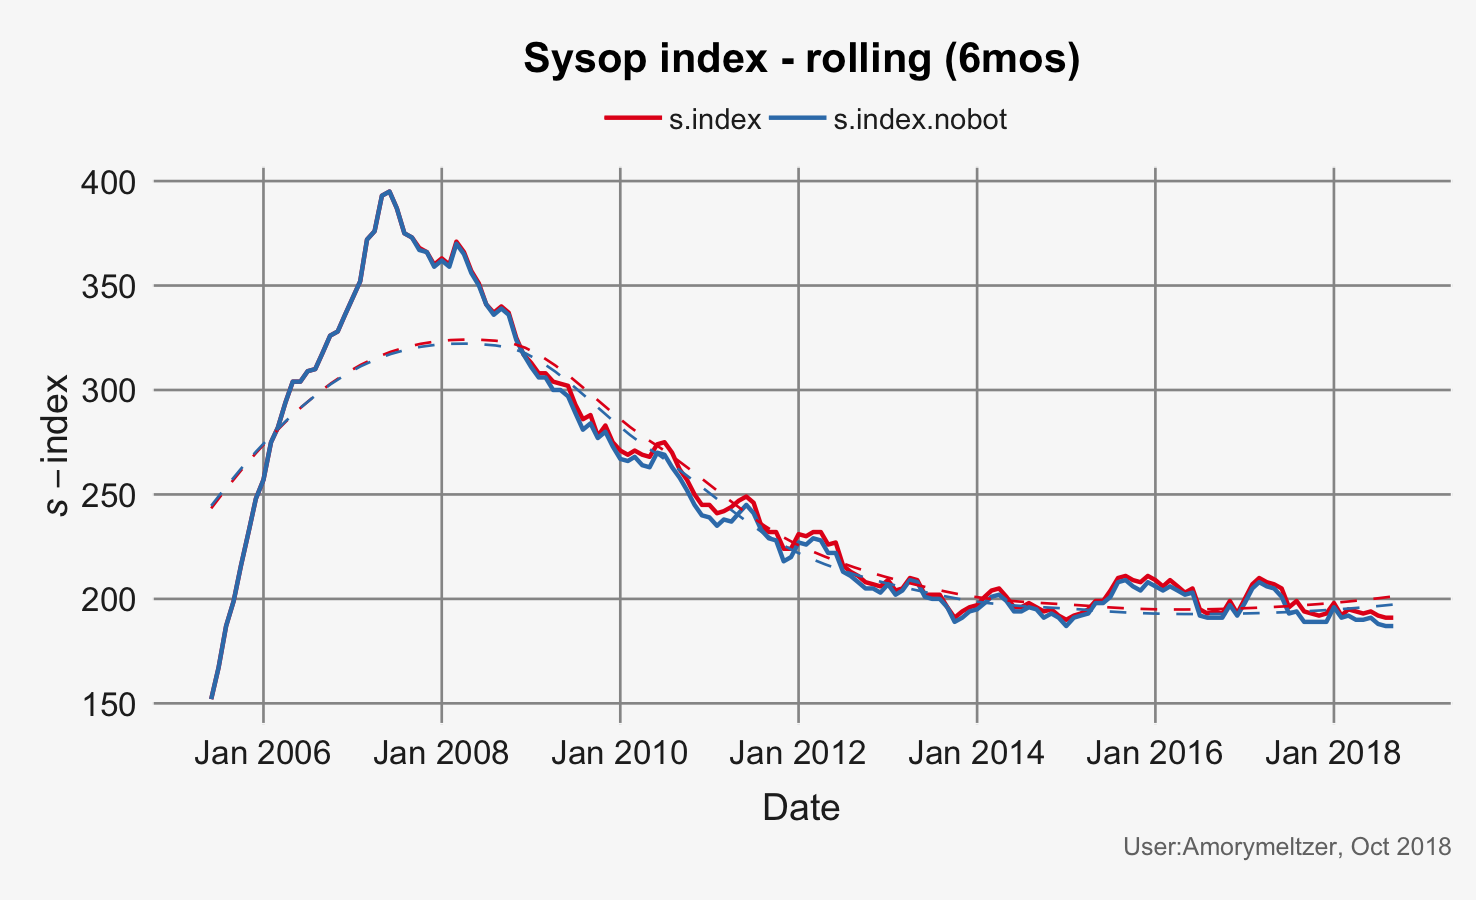 Sysop index - rolling (6mos)
s.index s.index.nobot
400
350
300
250
200
150
s – index
Jan 2006 Jan 2008 Jan 2010 Jan 2012 Jan 2014 Jan 2016 Jan 2018
Date
User:Amorymeltzer, Oct 2018